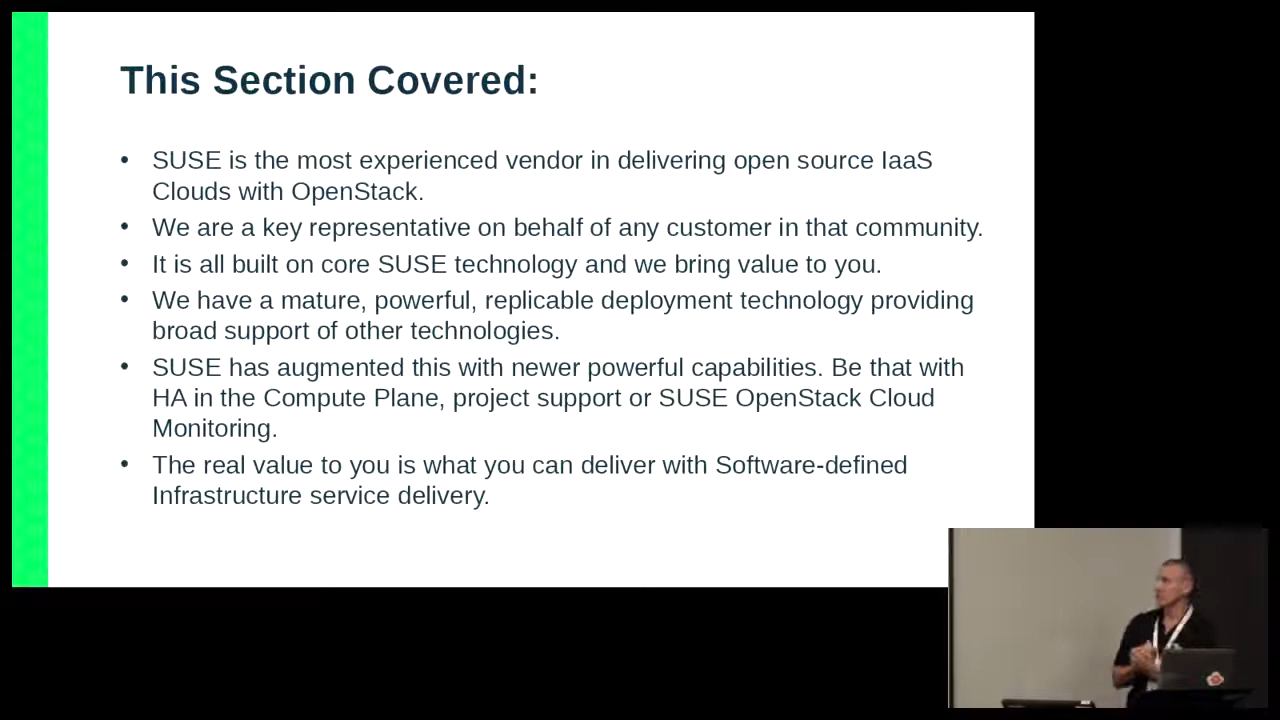 This Section Covered:
• SUSE is the most experienced vendor in delivering open source IaaS
Clouds with OpenStack.
• We are a key representative on behalf of any customer in that community.
• It is all built on core SUSE technology and we bring value to you.
• We have a mature, powerful, replicable deployment technology providing
broad support of other technologies.
• SUSE has augmented this with newer powerful capabilities. Be that with
HA in the Compute Plane, project support or SUSE OpenStack Cloud
Monitoring.
• The real value to you is what you can deliver with Software-defined
Infrastructure service delivery.